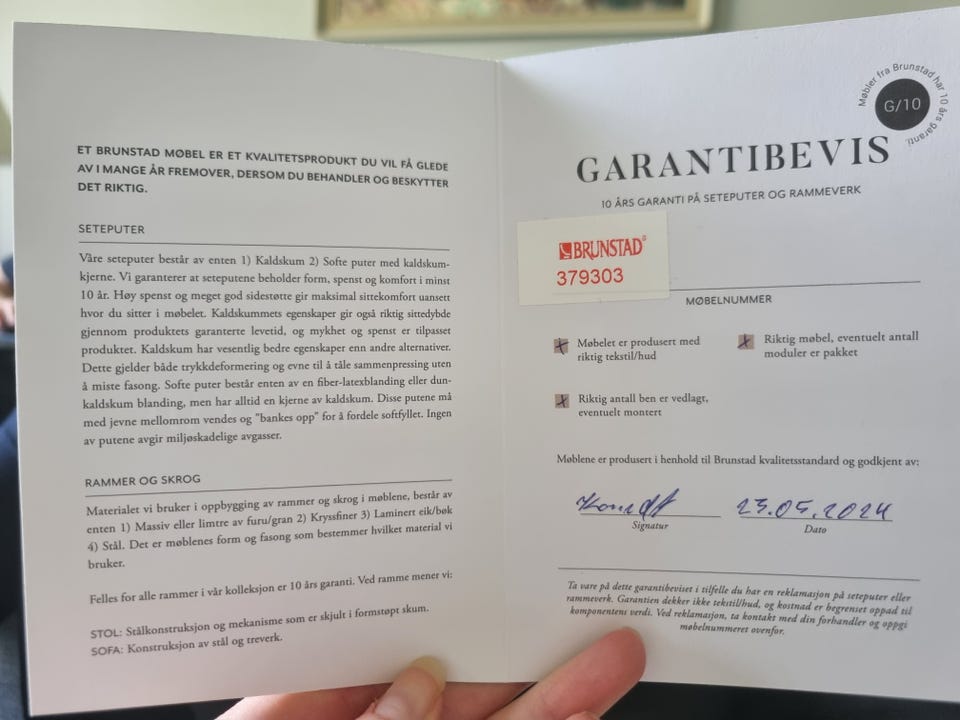 ET BRUNSTAD MØBEL ER ET KVALITETSPRODUKT DU VIL FÅ GLEDE
AV I MANGE ÅR FREMOVER, DERSOM DU BEHANDLER OG BESKYTTER
DET RIKTIG.
SETEPUTER
Våre seteputer består av enten 1) Kaldskum 2) Softe puter med kaldskum-
kjerne. Vi garanterer at seteputene beholder form, spenst og komfort i minst
10 år. Høy spenst og meget god sidestøtte gir maksimal sittekomfort uansett
hvor du sitter i møbelet. Kaldskummets egenskaper gir også riktig sittedybde
gjennom produktets garanterte levetid, og mykhet og spenst er tilpasset
produktet. Kaldskum har vesentlig bedre egenskaper enn andre alternativer.
Dette gjelder både trykkdeformering og evne til å tåle sammenpressing uten
å miste fasong. Softe puter består enten av en fiber-latexblanding eller dun-
kaldskum blanding, men har alltid en kjerne av kaldskum. Disse putene må
med jevne mellomrom vendes og "bankes opp" for å fordele softfyllet. Ingen
av putene avgir miljøskadelige avgasser.
RAMMER OG SKROG
Materialet vi bruker i oppbygging av rammer og skrog i møblene, består av
enten 1) Massiv eller limtre av furu/gran 2) Kryssfiner 3) Laminert eik/bøk
4) Stål. Det er møblenes form og fasong som bestemmer hvilket material vi
bruker.
Felles for alle rammer i vår kolleksjon er 10 års garanti. Ved ramme mener vi:
STOL: Stålkonstruksjon og mekanisme som er skjult i formstøpt skum.
SOFA: Konstruksjon av stål og treverk.
Møbler fra Brunstad har 10 års garanti.
G/10
GARANTIBEVIS
10 ÅRS GARANTI PÅ SETEPUTER OG RAMMEVERK
BRUNSTAD®
379303
MØBELNUMMER
x Møbelet er produsert med
riktig tekstil/hud
x Riktig møbel, eventuelt antall
moduler er pakket
x Riktig antall ben er vedlagt,
eventuelt montert
Møblene er produsert i henhold til Brunstad kvalitetsstandard og godkjent av:
23.05.2024
Signatur
Dato
Ta vare på dette garantibeviset i tilfelle du har en reklamasjon på seteputer eller
rammeverk. Garantien dekker ikke tekstil/hud, og kostnad er begrenset oppad til
komponentens verdi. Ved reklamasjon, ta kontakt med din forhandler og oppgi
møbelnummeret ovenfor.